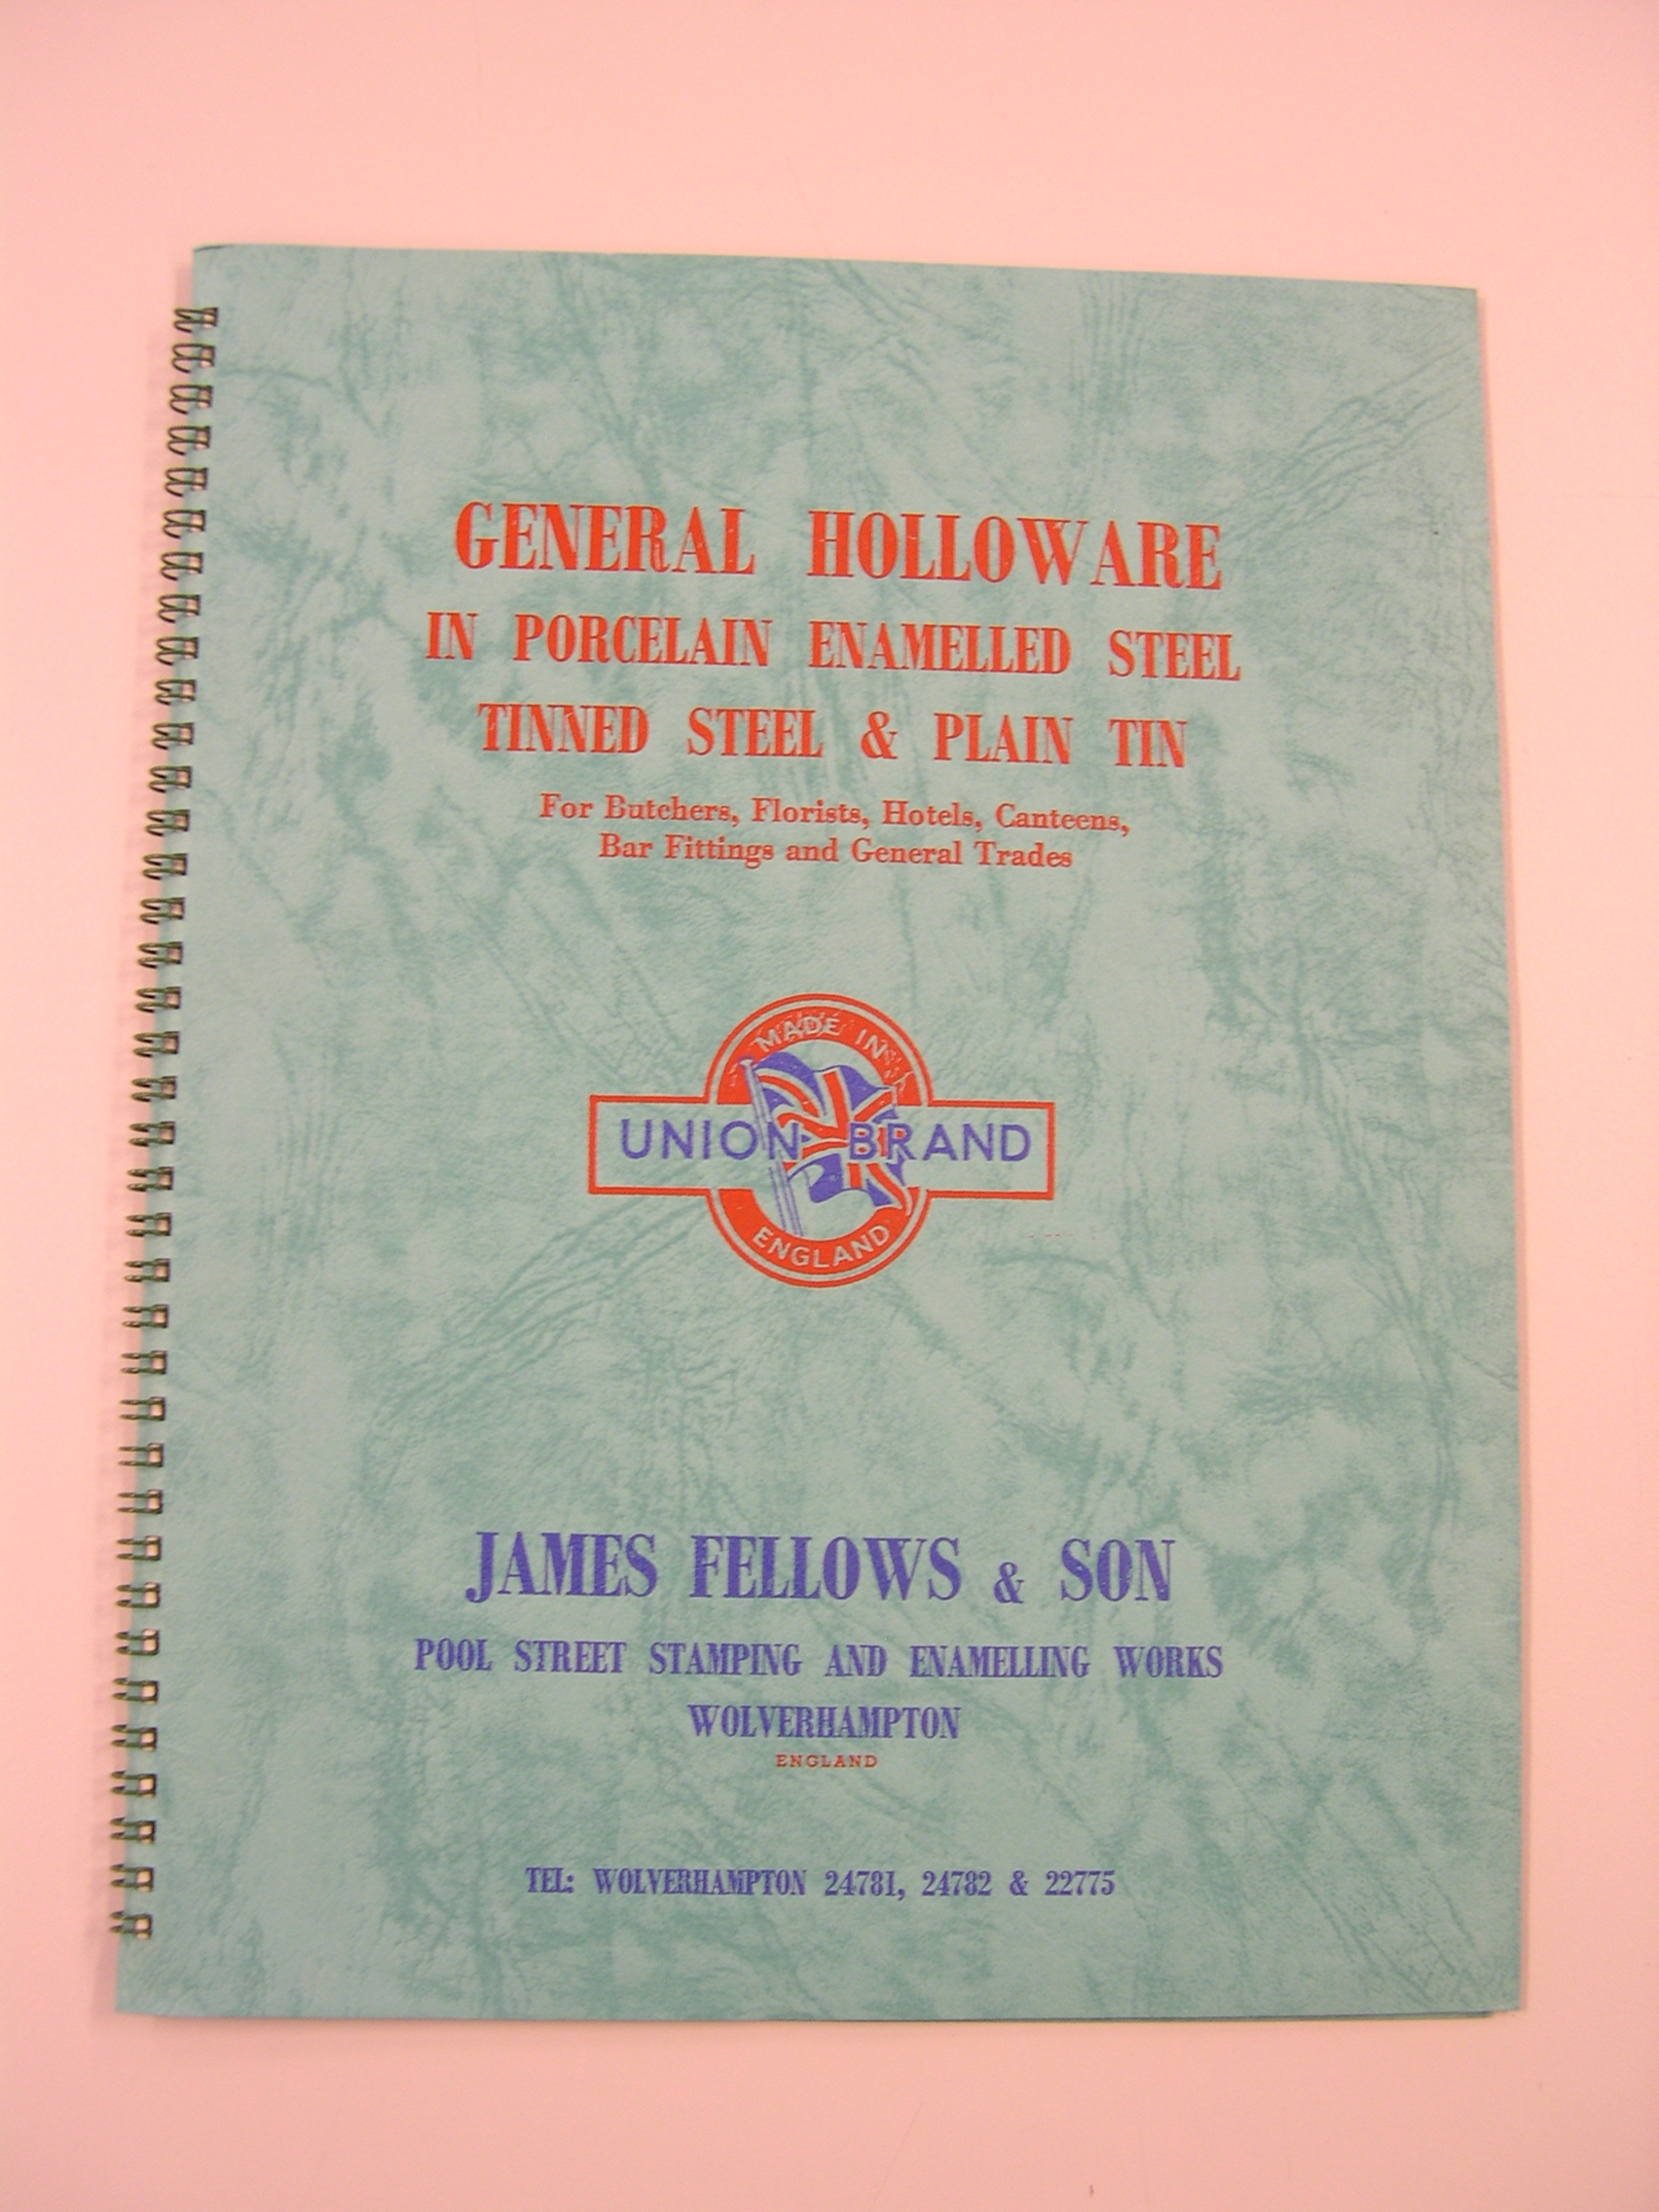 GENERAL HOLLOWARE
IN PORCELAIN ENAMELLED STEEL
TINNED STEEL & PLAIN TIN
For Butchers, Florists, Hotels, Canteens,
Bar Fittings and General Trades
MADE IN
UNION BRAND
ENGLAND
JAMES FELLOWS & SON
POOL STREET STAMPING AND ENAMELLING WORKS
WOLVERHAMPTON
ENGLAND
TEL: WOLVERHAMPTON 24781, 24782 & 22775